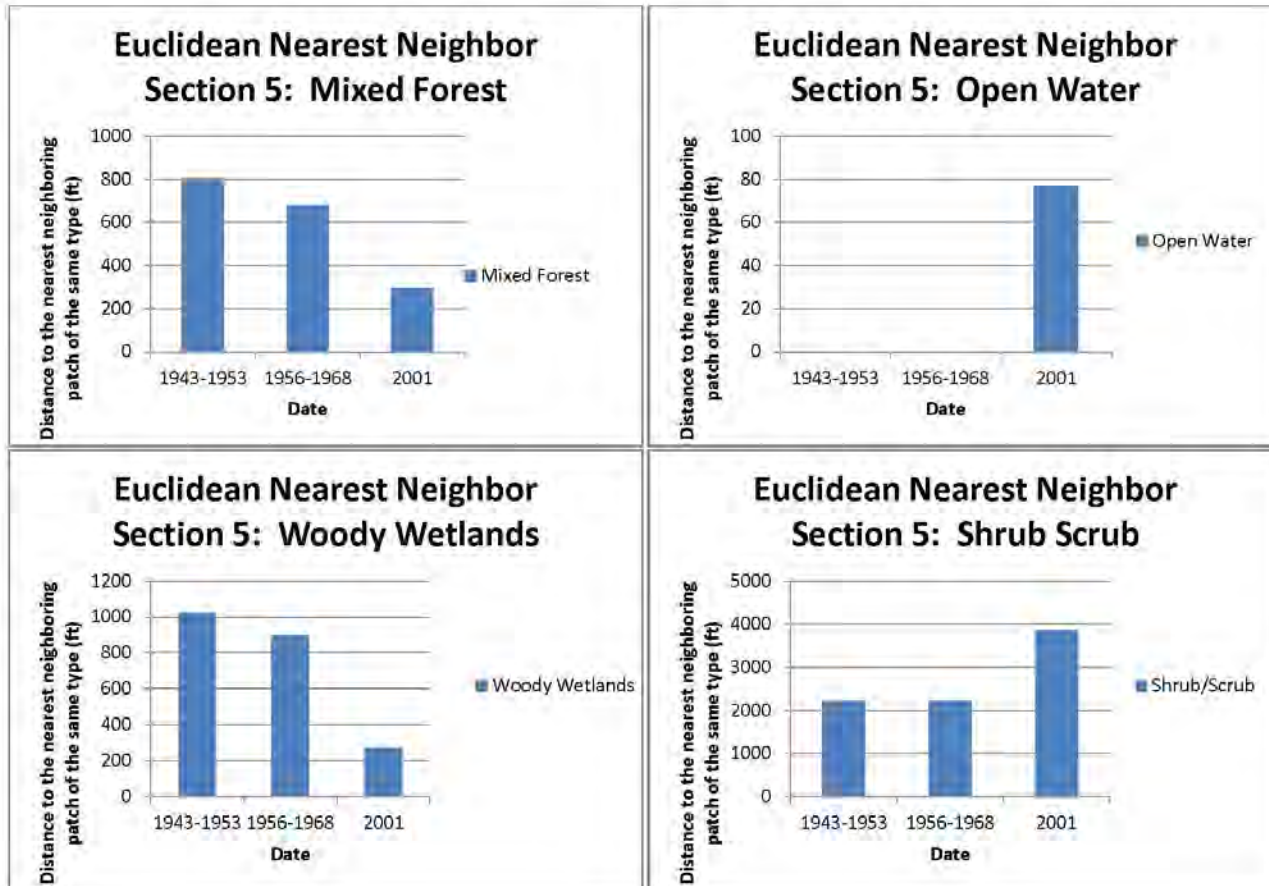 Euclidean Nearest Neighbor
Section 5: Mixed Forest
Distance to the nearest neighboring
patch of the same type (ft)
1000
800
600
400
200
0
1943-1953 1956-1968 2001
Date
Mixed Forest
Euclidean Nearest Neighbor
Section 5: Open Water
Distance to the nearest neighboring
patch of the same type (ft)
100
80
60
40
20
0
1943-1953 1956-1968 2001
Date
Open Water
Euclidean Nearest Neighbor
Section 5: Woody Wetlands
Distance to the nearest neighboring
patch of the same type (ft)
1200
1000
800
600
400
200
0
1943-1953 1956-1968 2001
Date
Woody Wetlands
Euclidean Nearest Neighbor
Section 5: Shrub Scrub
Distance to the nearest neighboring
patch of the same type (ft)
5000
4000
3000
2000
1000
0
1943-1953 1956-1968 2001
Date
Shrub/Scrub